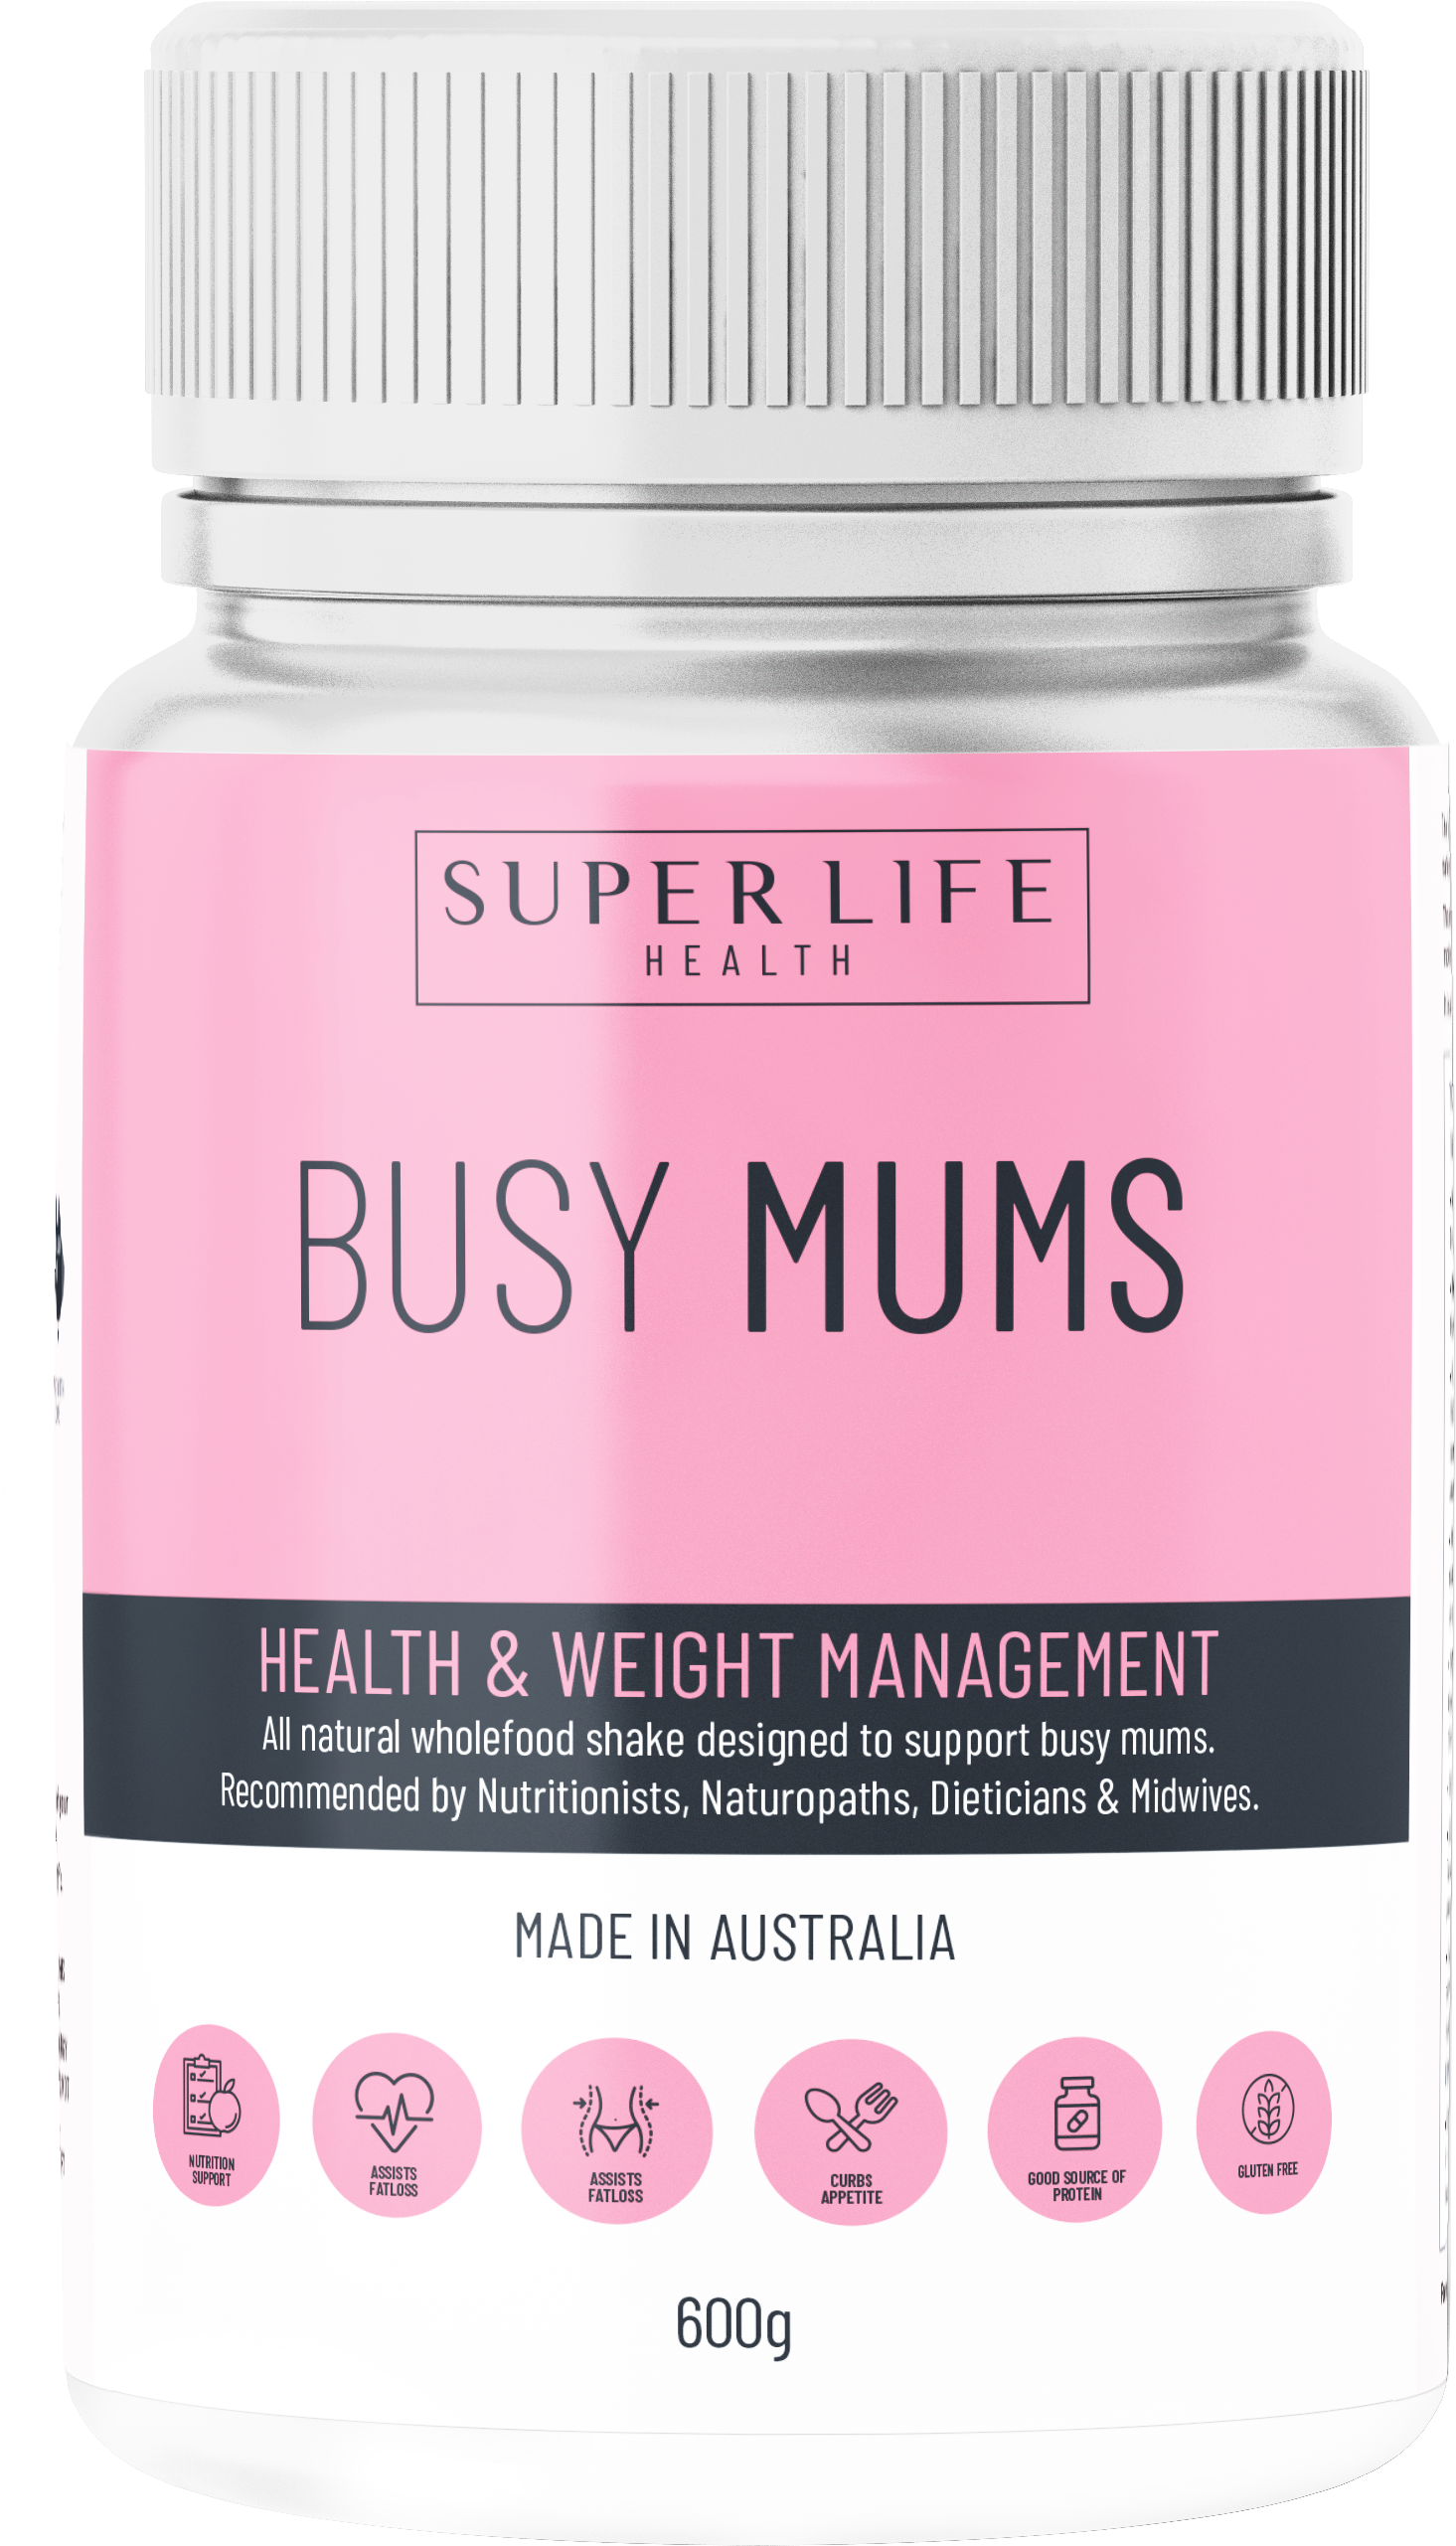 SUPER LIFE
HEALTH
BUSY MUMS
HEALTH & WEIGHT MANAGEMENT
All natural wholefood shake designed to support busy mums.
Recommended by Nutritionists, Naturopaths, Dieticians & Midwives.
MADE IN AUSTRALIA
NUTRITION
SUPPORT
ASSISTS
FATLOSS
ASSISTS
FATLOSS
CURBS
APPETITE
GOOD SOURCE OF
PROTEIN
GLUTEN FREE
600g